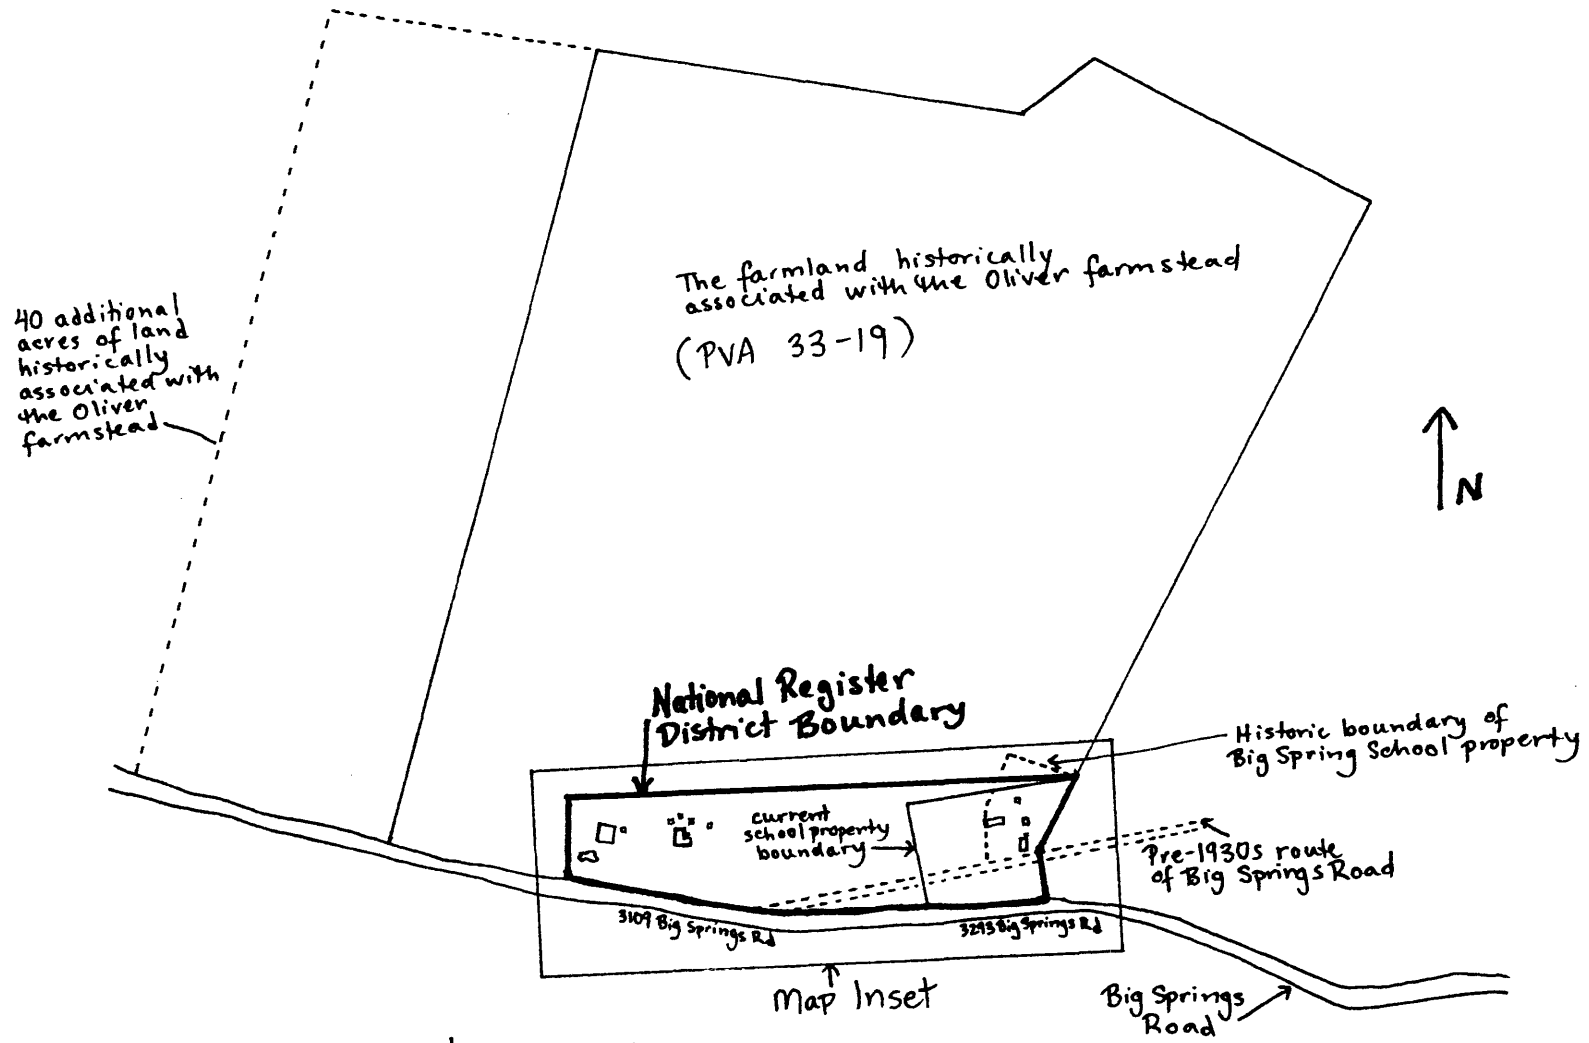 The farmland historically
associated with the Oliver farmstead
(PVA 33-19)
40 additional
acres of land
historically
associated with
the Oliver
farmstead
N
National Register
District Boundary
Historic boundary of
Big Spring School property
current
school property
boundary
Pre-1930s route
of Big Springs Road
3109 Big Springs Rd
3293 Big Springs Rd
Map Inset
Big Springs
Road